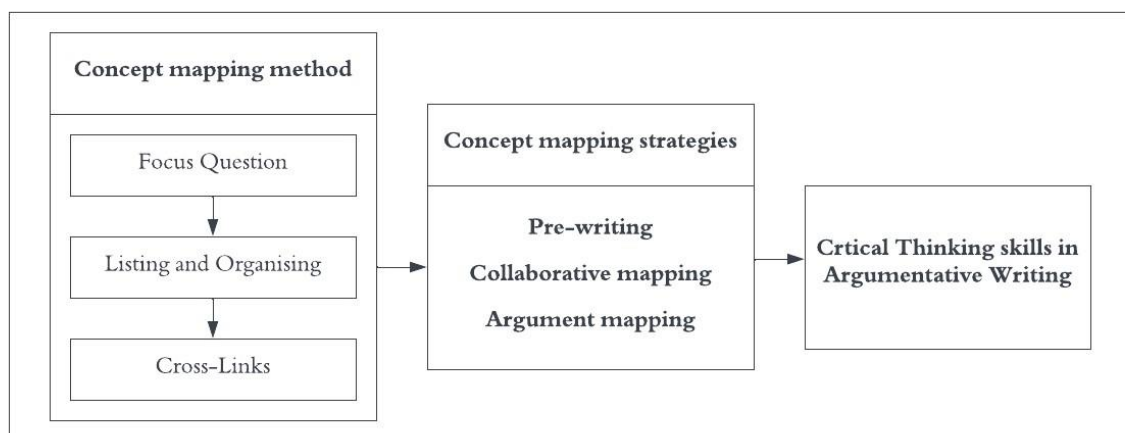 Concept mapping method
Focus Question
Listing and Organising
Cross-Links
Concept mapping strategies
Pre-writing
Collaborative mapping
Argument mapping
Crtical Thinking skills in
Argumentative Writing